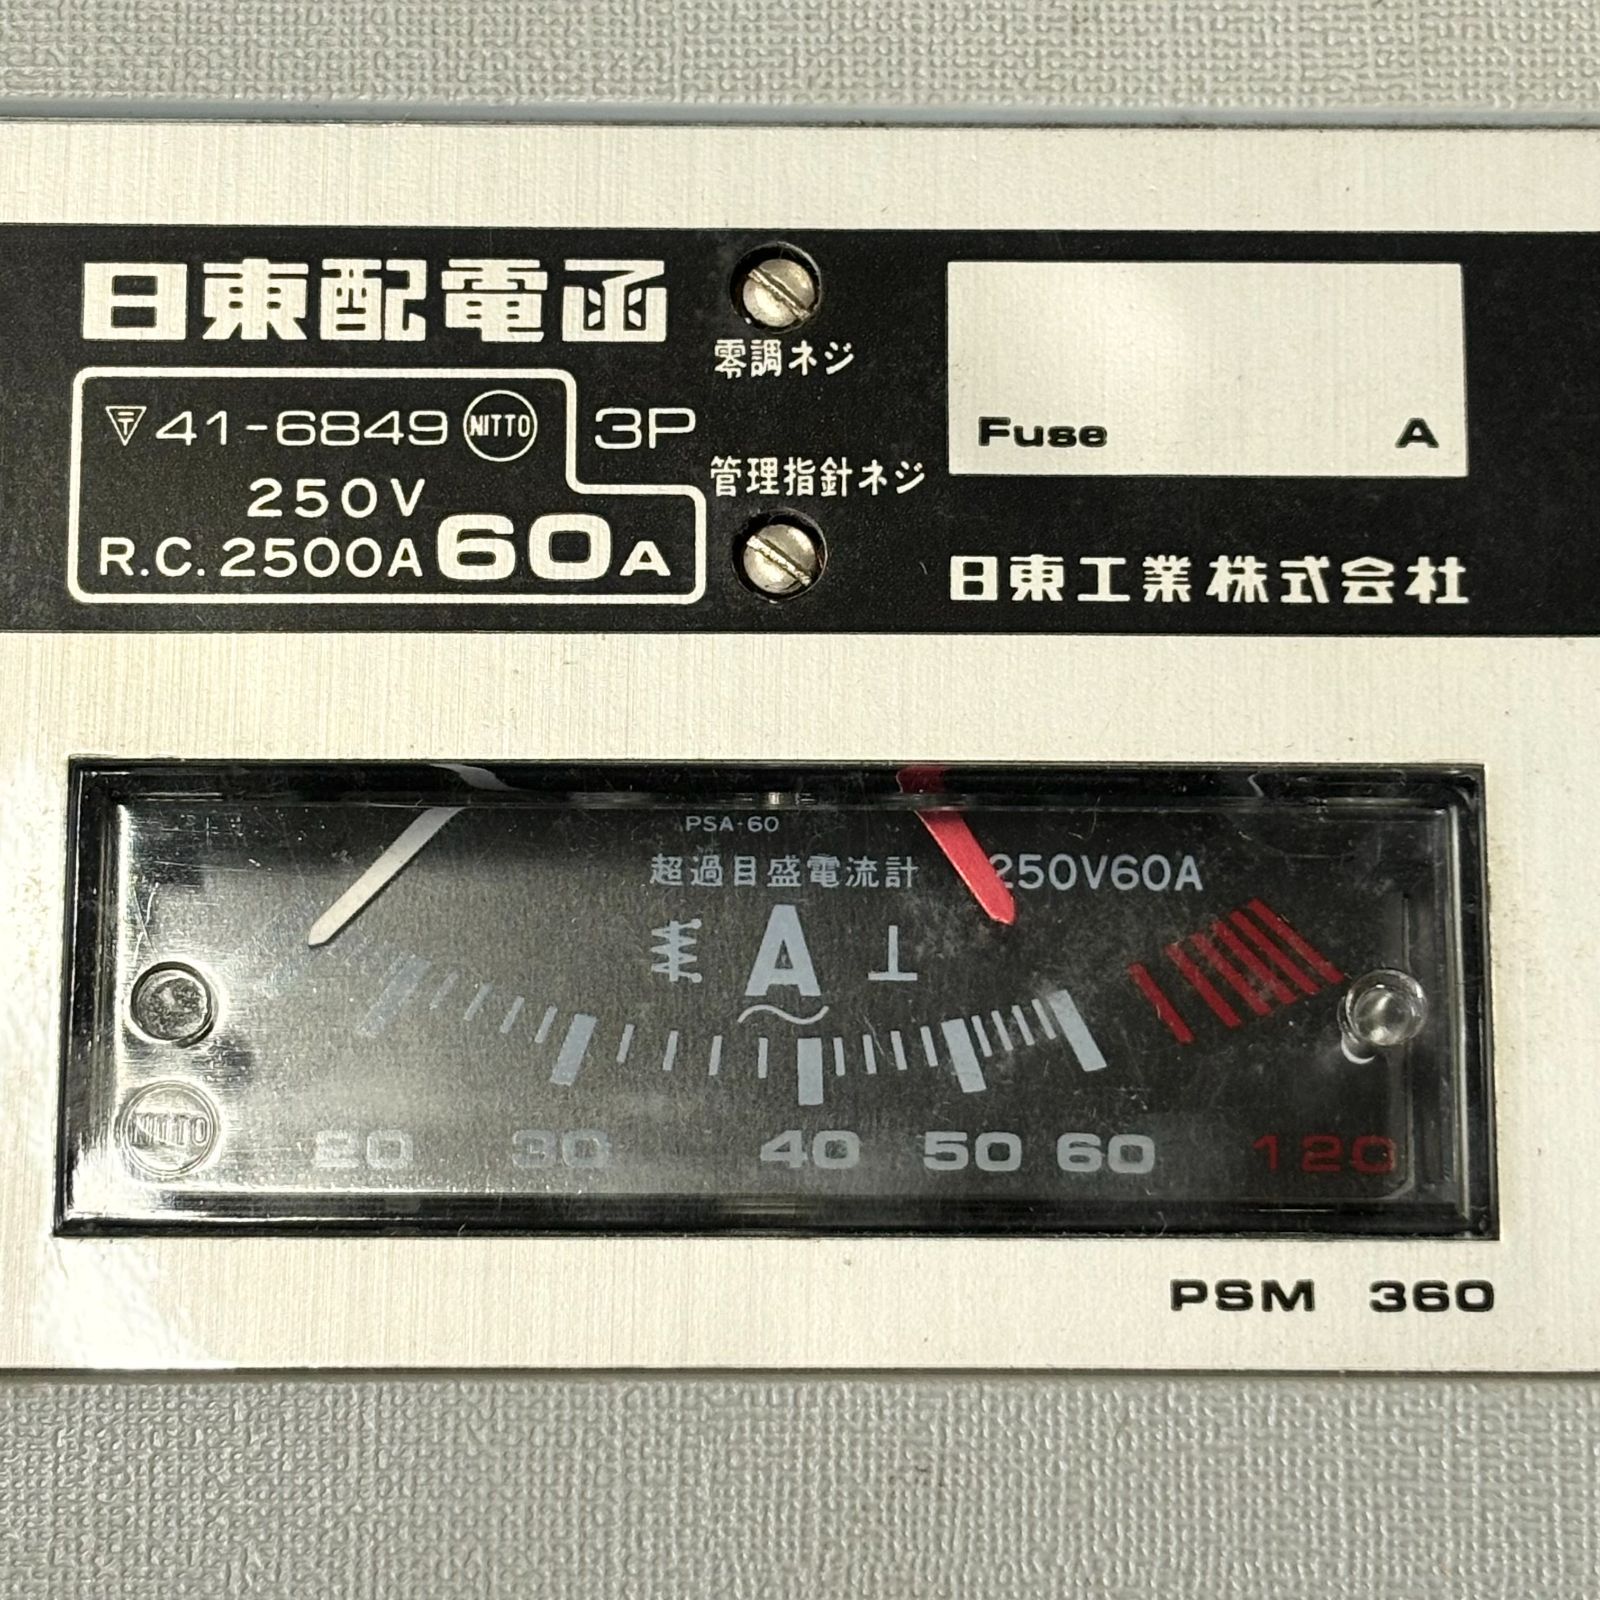 日東配電函
零調ネジ
〒41-6849 NITTO 3P
250V
R.C.2500A 60A
管理指針ネジ
Fuse A
日東工業株式会社
PSA-60
超過目盛電流計 250V60A
A
20 30 40 50 60 120
NITTO
PSM 360